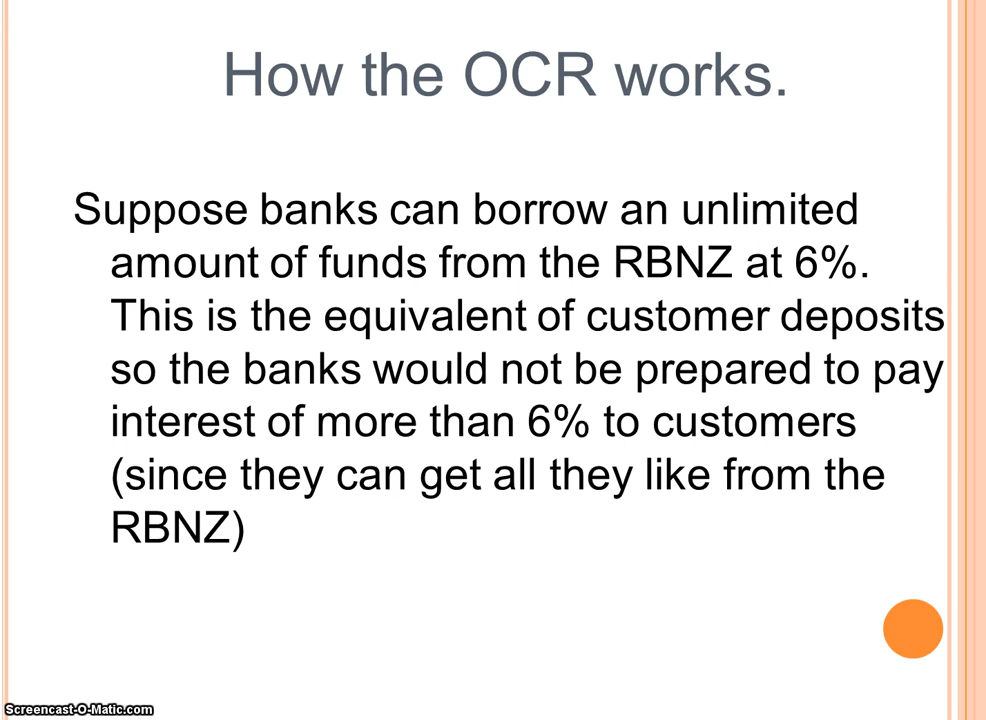 How the OCR works.
Suppose banks can borrow an unlimited
amount of funds from the RBNZ at 6%.
This is the equivalent of customer deposits
so the banks would not be prepared to pay
interest of more than 6% to customers
(since they can get all they like from the
RBNZ)
Screencast-O-Matic.com